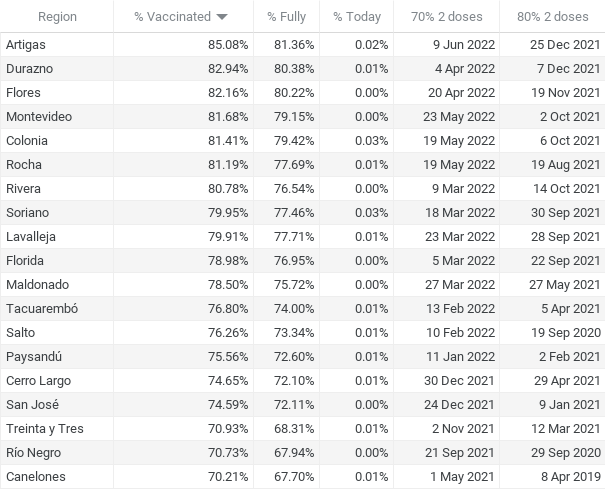 Region % Vaccinated % Fully % Today 70% 2 doses 80% 2 doses
Artigas 85.08% 81.36% 0.02% 9 Jun 2022 25 Dec 2021
Durazno 82.94% 80.38% 0.01% 4 Apr 2022 7 Dec 2021
Flores 82.16% 80.22% 0.00% 20 Apr 2022 19 Nov 2021
Montevideo 81.68% 79.15% 0.00% 23 May 2022 2 Oct 2021
Colonia 81.41% 79.42% 0.03% 19 May 2022 6 Oct 2021
Rocha 81.19% 77.69% 0.01% 19 May 2022 19 Aug 2021
Rivera 80.78% 76.54% 0.00% 9 Mar 2022 14 Oct 2021
Soriano 79.95% 77.46% 0.03% 18 Mar 2022 30 Sep 2021
Lavalleja 79.91% 77.71% 0.01% 23 Mar 2022 28 Sep 2021
Florida 78.98% 76.95% 0.00% 5 Mar 2022 22 Sep 2021
Maldonado 78.50% 75.72% 0.00% 27 Mar 2022 27 May 2021
Tacuarembó 76.80% 74.00% 0.01% 13 Feb 2022 5 Apr 2021
Salto 76.26% 73.34% 0.01% 10 Feb 2022 19 Sep 2020
Paysandú 75.56% 72.60% 0.01% 11 Jan 2022 2 Feb 2021
Cerro Largo 74.65% 72.10% 0.01% 30 Dec 2021 29 Apr 2021
San José 74.59% 72.11% 0.00% 24 Dec 2021 9 Jan 2021
Treinta y Tres 70.93% 68.31% 0.01% 2 Nov 2021 12 Mar 2021
Río Negro 70.73% 67.94% 0.00% 21 Sep 2021 29 Sep 2020
Canelones 70.21% 67.70% 0.01% 1 May 2021 8 Apr 2019